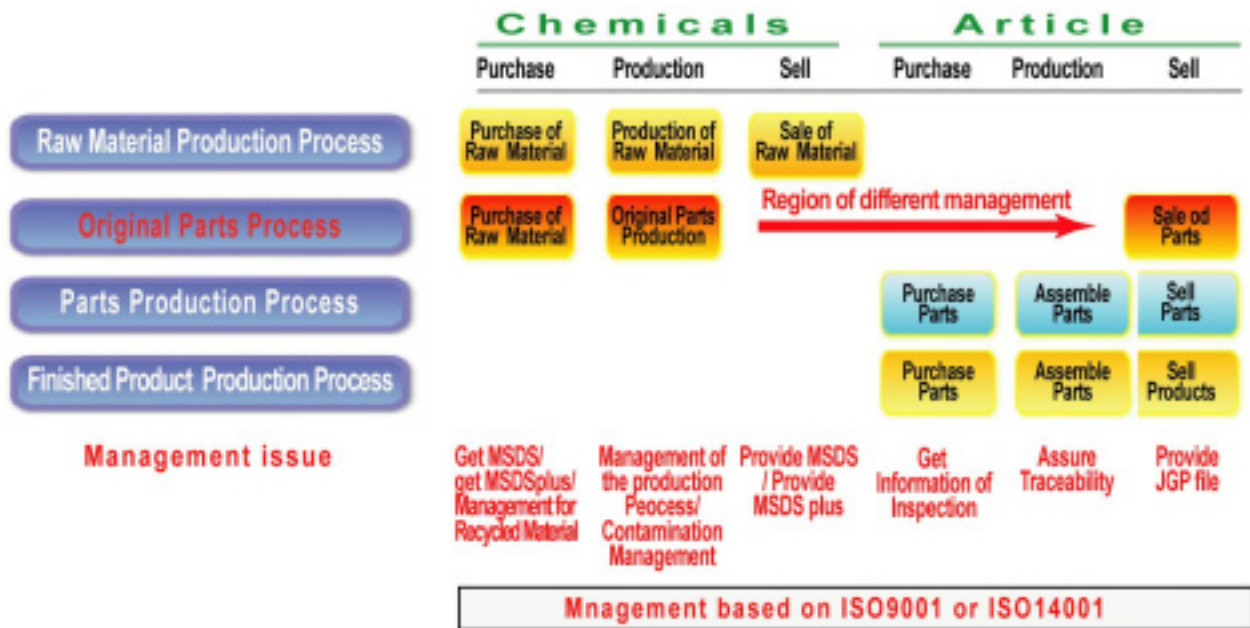 Chemicals Article
Purchase Production Sell Purchase Production Sell
Raw Material Production Process
Purchase of
Raw Material
Production of
Raw Material
Sale of
Raw Material
Original Parts Process
Purchase of
Raw Material
Original Parts
Production
Region of different management
Sale od
Parts
Parts Production Process
Purchase
Parts
Assemble
Parts
Sell
Parts
Finished Product Production Process
Purchase
Parts
Assemble
Parts
Sell
Products
Management issue
Get MSDS/
get MSDSplus/
Management for
Recycled Material
Management of
the production
Peocess/
Contamination
Management
Provide MSDS
/ Provide
MSDS plus
Get
Information of
Inspection
Assure
Traceability
Provide
JGP file
Mnagement based on ISO9001 or ISO14001